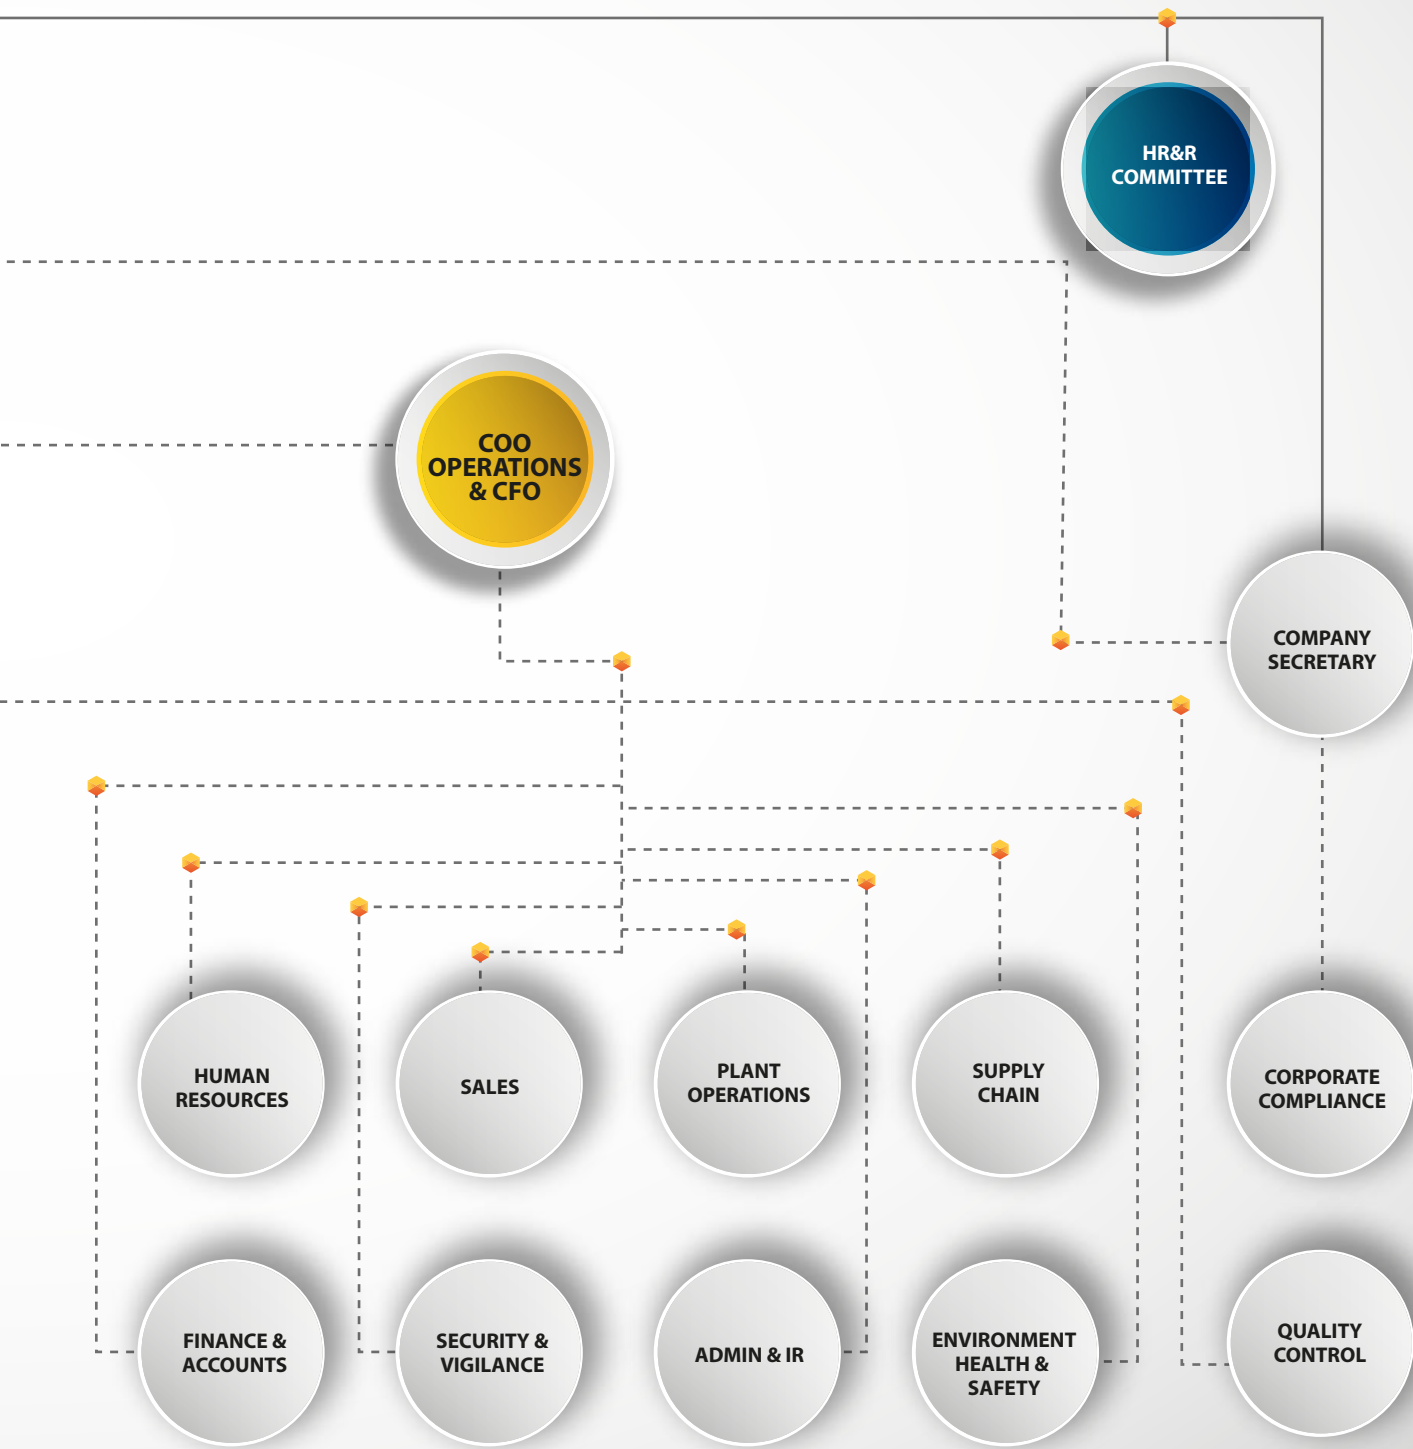 HR&R
COMMITTEE
COO
OPERATIONS
& CFO
COMPANY
SECRETARY
HUMAN
RESOURCES
SALES
PLANT
OPERATIONS
SUPPLY
CHAIN
CORPORATE
COMPLIANCE
FINANCE &
ACCOUNTS
SECURITY &
VIGILANCE
ADMIN & IR
ENVIRONMENT
HEALTH &
SAFETY
QUALITY
CONTROL